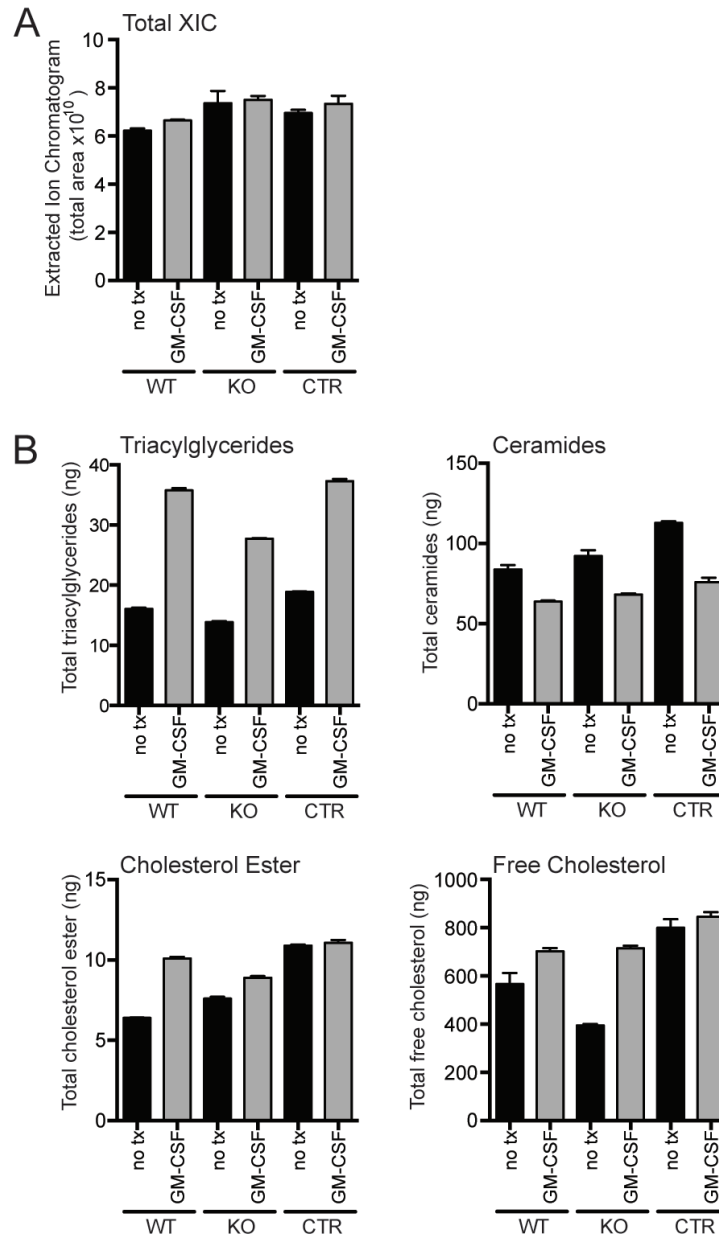 A
Total XIC
Extracted Ion Chromatogram
(total area x10^10)
10
8
6
4
2
0
no tx
GM-CSF
no tx
GM-CSF
no tx
GM-CSF
WT
KO
CTR
B
Triacylglycerides
Total triacylglycerides (ng)
40
30
20
10
0
no tx
GM-CSF
no tx
GM-CSF
no tx
GM-CSF
WT
KO
CTR
Ceramides
Total ceramides (ng)
150
100
50
0
no tx
GM-CSF
no tx
GM-CSF
no tx
GM-CSF
WT
KO
CTR
Cholesterol Ester
Total cholesterol ester (ng)
15
10
5
0
no tx
GM-CSF
no tx
GM-CSF
no tx
GM-CSF
WT
KO
CTR
Free Cholesterol
Total free cholesterol (ng)
1000
800
600
400
200
0
no tx
GM-CSF
no tx
GM-CSF
no tx
GM-CSF
WT
KO
CTR